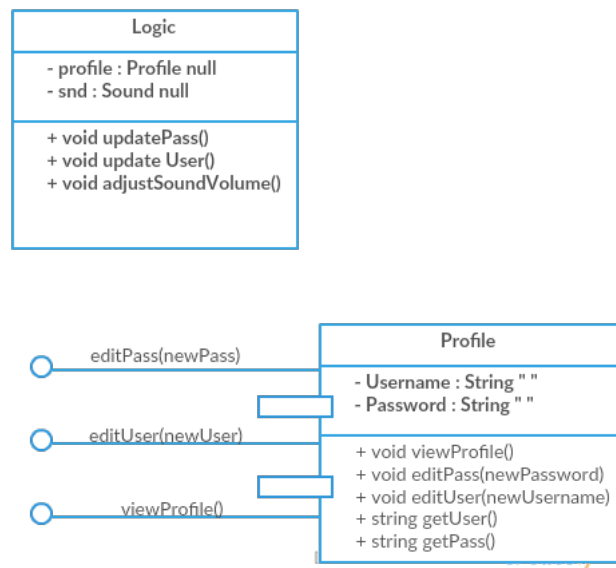 Logic
- profile : Profile null
- snd : Sound null
+ void updatePass()
+ void update User()
+ void adjustSoundVolume()
editPass(newPass)
editUser(newUser)
viewProfile()
Profile
- Username : String " "
- Password : String " "
+ void viewProfile()
+ void editPass(newPassword)
+ void editUser(newUsername)
+ string getUser()
+ string getPass()